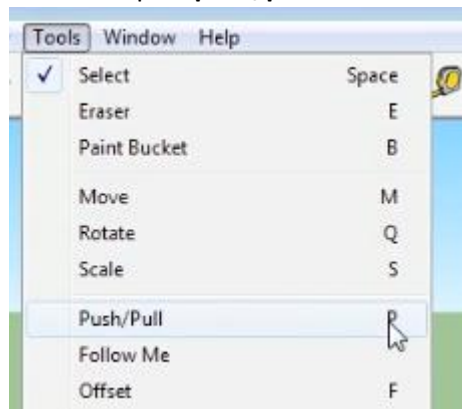 Tools Window Help
Select Space
Eraser E
Paint Bucket B
Move M
Rotate Q
Scale S
Push/Pull P
Follow Me
Offset F